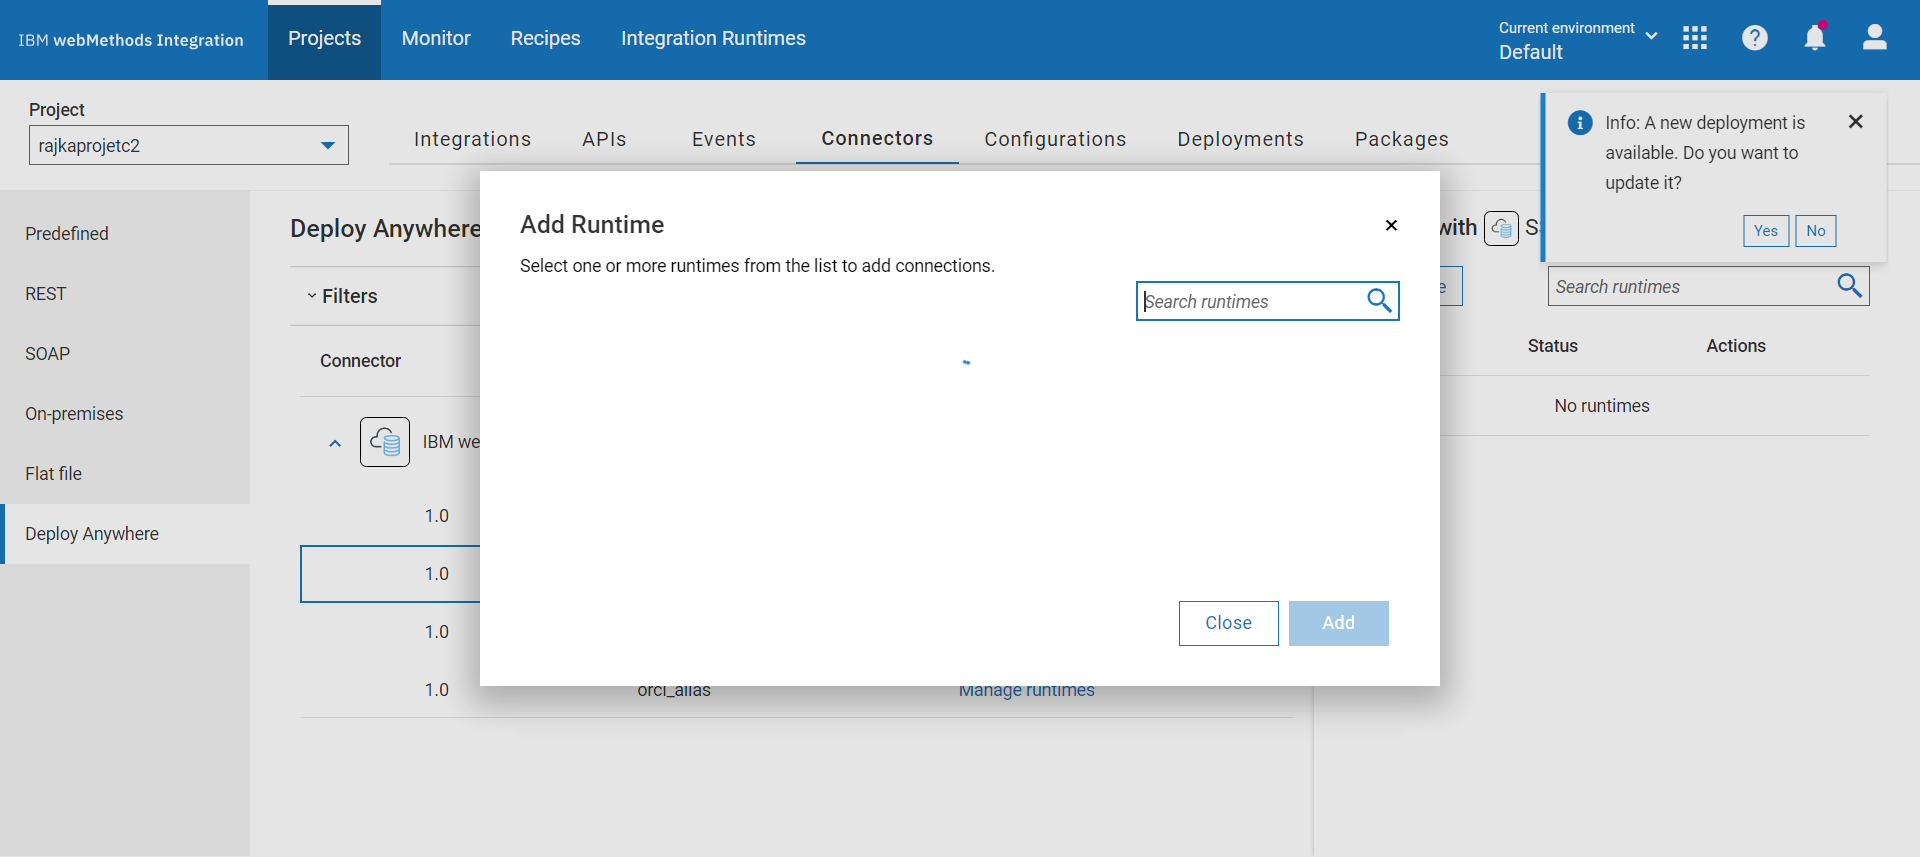 IBM webMethods Integration
Projects
Monitor
Recipes
Integration Runtimes
Current environment
Default
Project
rajkaprojetc2
Integrations
APIs
Events
Connectors
Configurations
Deployments
Packages
Info: A new deployment is
available. Do you want to
update it?
Yes
No
Predefined
REST
SOAP
On-premises
Flat file
Deploy Anywhere
Deploy Anywhere
Filters
Connector
IBM we
1.0
1.0
1.0
1.0
orcl_alias
Manage runtimes
Add Runtime
Select one or more runtimes from the list to add connections.
Search runtimes
Close
Add
with
Search runtimes
Status
Actions
No runtimes